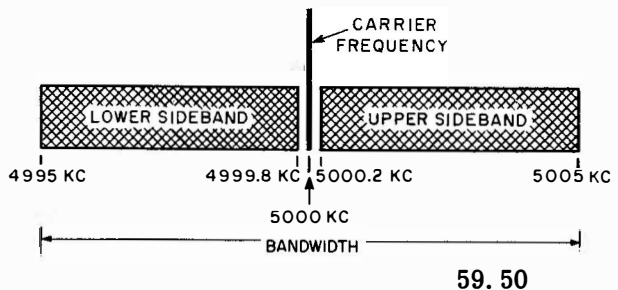 CARRIER
FREQUENCY
LOWER SIDEBAND
UPPER SIDEBAND
4995 KC
4999.8 KC
5000.2 KC
5005 KC
5000 KC
BANDWIDTH
59.50